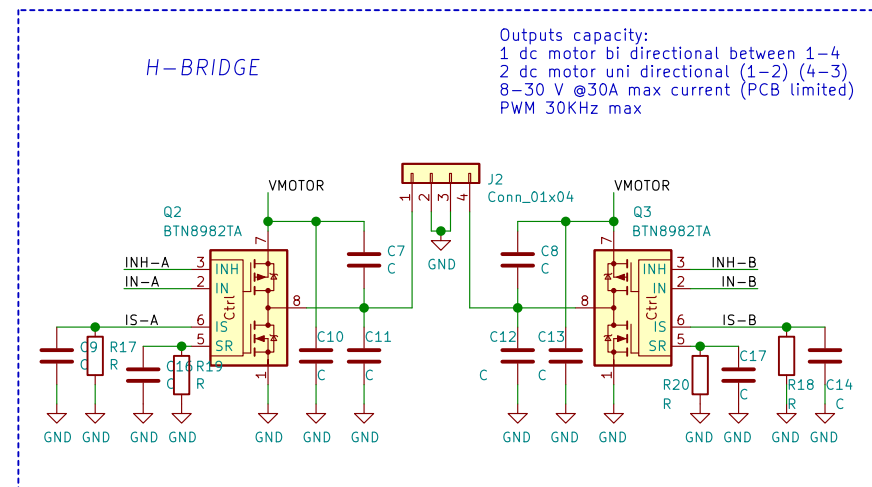 Outputs capacity:
1 dc motor bi directional between 1-4
H-BRIDGE
2 dc motor uni directional (1-2) (4-3)
8-30 V @30A max current (PCB limited)
PWM 30KHz max
VMOTOR
J2
VMOTOR
Conn_01x04
1
2
3
4
Q2
BTN8982TA
Q3
BTN8982TA
7
7
GND
C7
C
C8
C
INH-A
3
INH
IN-A
2
IN
Ctrl
8
8
Ctrl
INH
3
INH-B
IN
2
IN-B
IS-A
6
IS
SR
5
IS
6
IS-B
SR
5
C9
C
R17
R
C16
C
R19
R
1
C10
C
C11
C
C12
C
C13
C
1
R20
R
C17
C
R18
R
C14
C
GND
GND
GND
GND
GND
GND
GND
GND
GND
GND
GND
GND
GND
GND